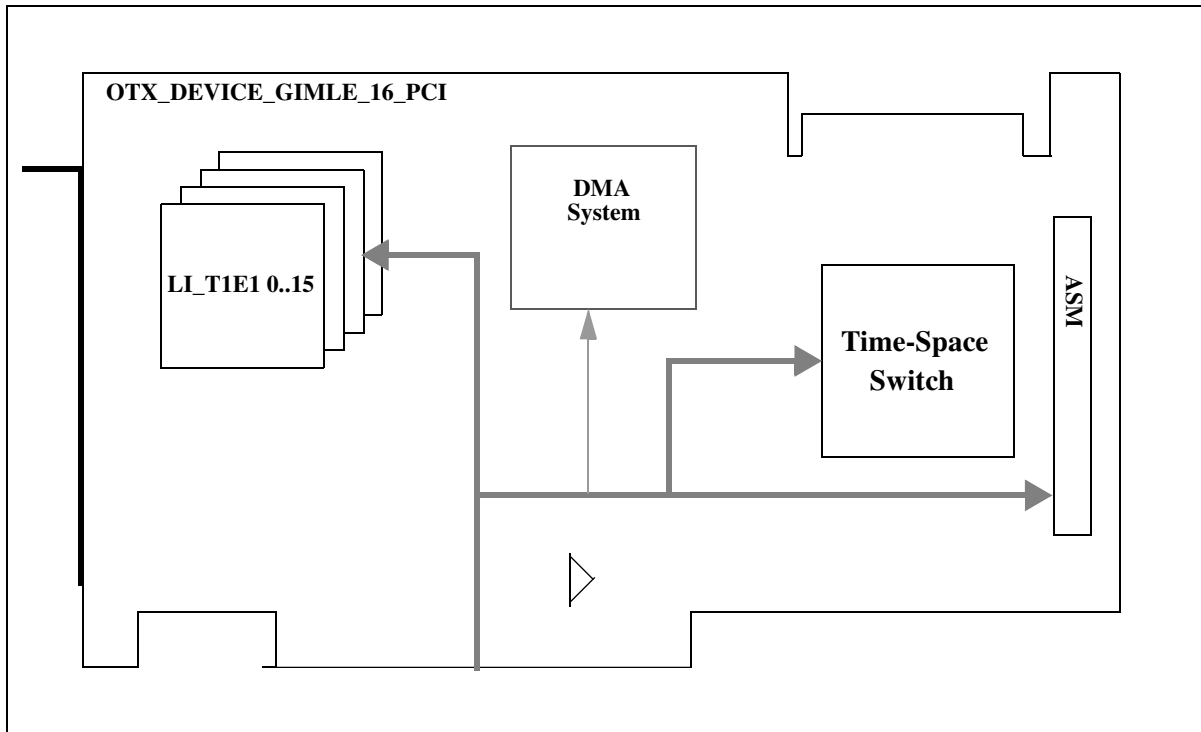 OTX_DEVICE_GIMLE_16_PCI
DMA
System
LI_T1E1 0..15
ASM
Time-Space
Switch